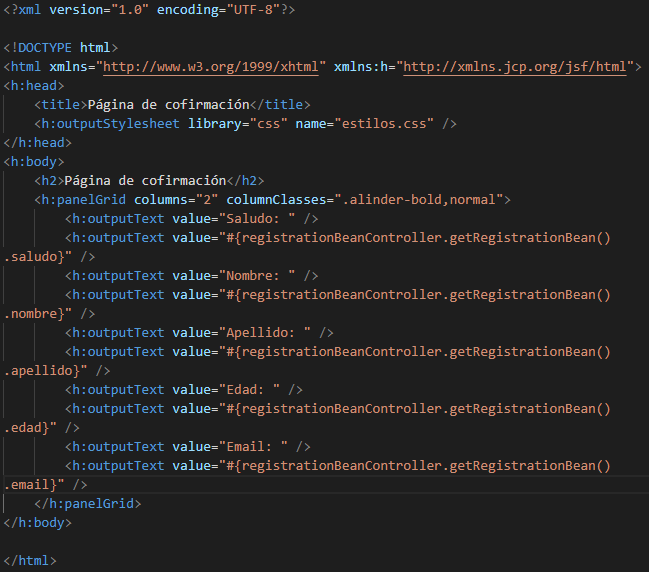 <?xml version="1.0" encoding="UTF-8"?>

<!DOCTYPE html>
<html xmlns="http://www.w3.org/1999/xhtml" xmlns:h="http://xmlns.jcp.org/jsf/html">
<h:head>
    <title>Página de cofirmación</title>
    <h:outputStylesheet library="css" name="estilos.css" />
</h:head>
<h:body>
    <h2>Página de cofirmación</h2>
    <h:panelGrid columns="2" columnClasses=".alinder-bold,normal">
        <h:outputText value="Saludo: " />
        <h:outputText value="#{registrationBeanController.getRegistrationBean()
.saludo}" />
        <h:outputText value="Nombre: " />
        <h:outputText value="#{registrationBeanController.getRegistrationBean()
.nombre}" />
        <h:outputText value="Apellido: " />
        <h:outputText value="#{registrationBeanController.getRegistrationBean()
.apellido}" />
        <h:outputText value="Edad: " />
        <h:outputText value="#{registrationBeanController.getRegistrationBean()
.edad}" />
        <h:outputText value="Email: " />
        <h:outputText value="#{registrationBeanController.getRegistrationBean()
.email}" />
    </h:panelGrid>
</h:body>

</html>